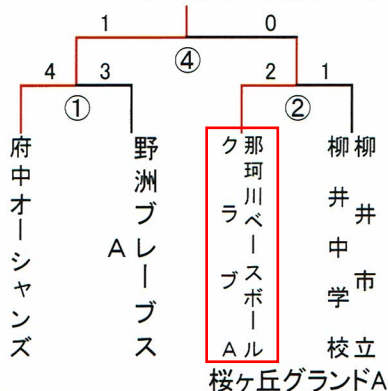 1 0
④
4 3 2 1
① ②
府中オーシャンズ
野洲ブレーブス
A
那珂川ベースボール
クラブA
柳井市立
柳井中学校
桜ヶ丘グランドA